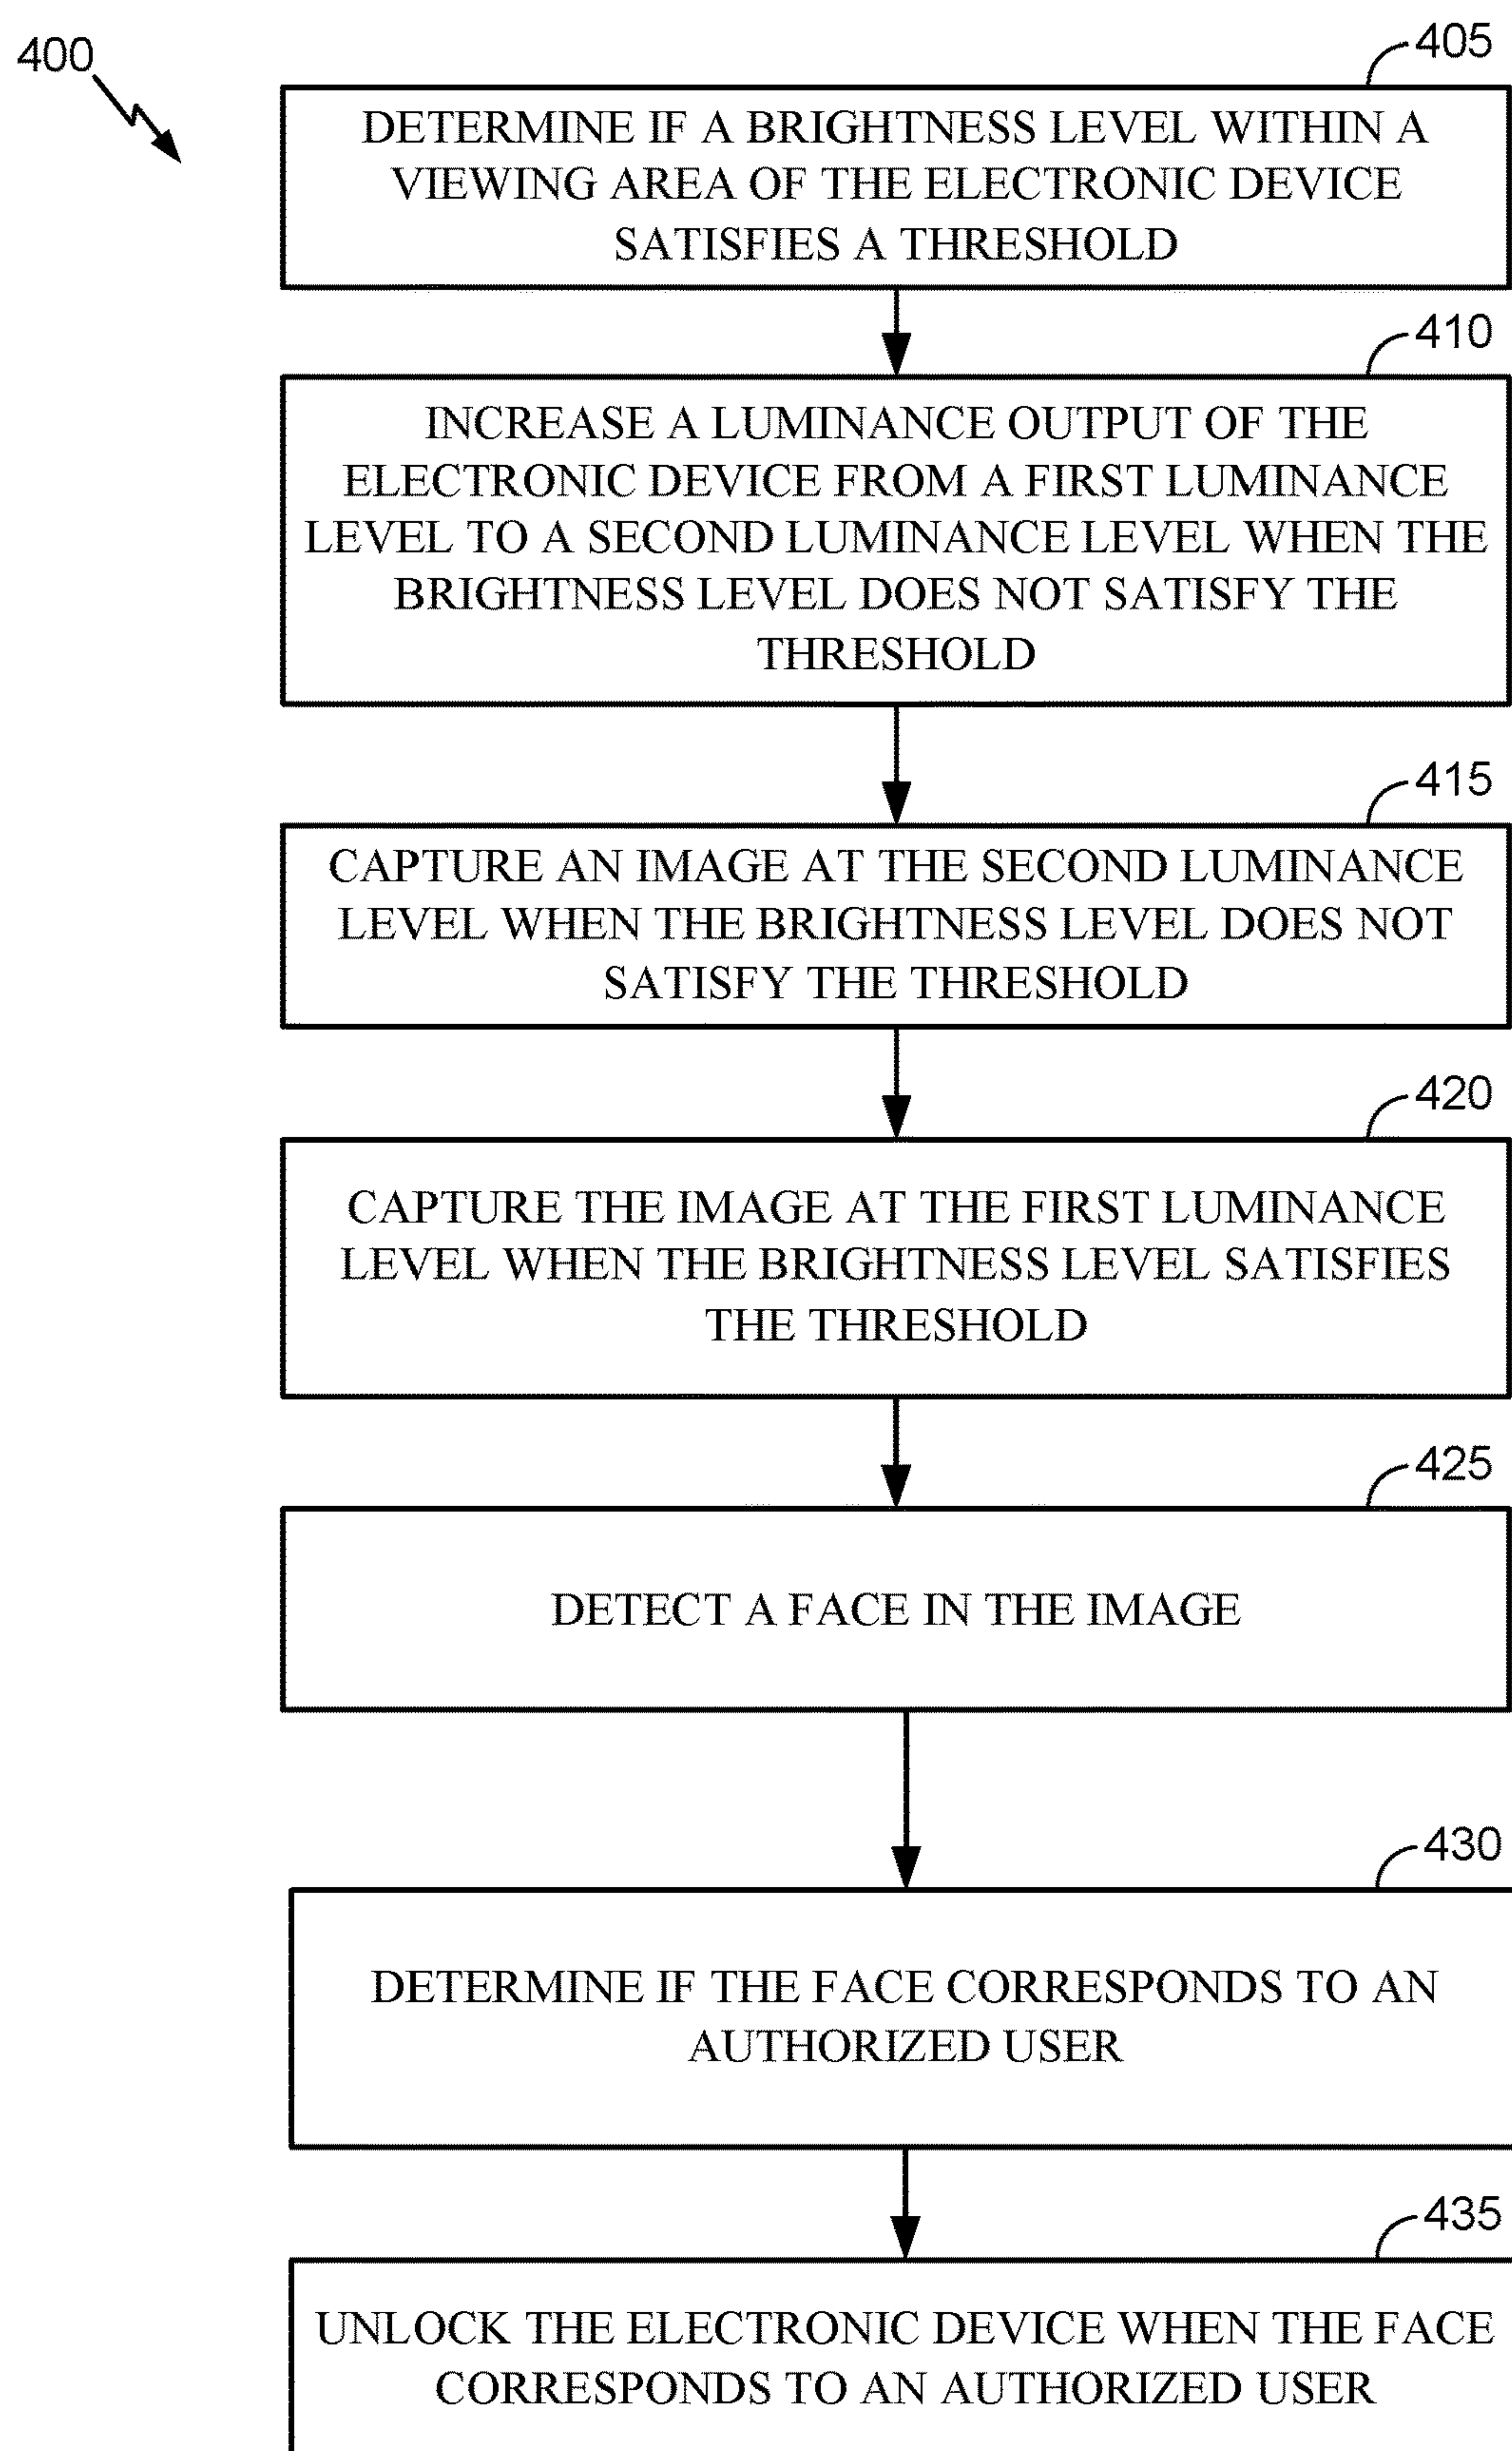 400
405
DETERMINE IF A BRIGHTNESS LEVEL WITHIN A
VIEWING AREA OF THE ELECTRONIC DEVICE
SATISFIES A THRESHOLD
410
INCREASE A LUMINANCE OUTPUT OF THE
ELECTRONIC DEVICE FROM A FIRST LUMINANCE
LEVEL TO A SECOND LUMINANCE LEVEL WHEN THE
BRIGHTNESS LEVEL DOES NOT SATISFY THE
THRESHOLD
415
CAPTURE AN IMAGE AT THE SECOND LUMINANCE
LEVEL WHEN THE BRIGHTNESS LEVEL DOES NOT
SATISFY THE THRESHOLD
420
CAPTURE THE IMAGE AT THE FIRST LUMINANCE
LEVEL WHEN THE BRIGHTNESS LEVEL SATISFIES
THE THRESHOLD
425
DETECT A FACE IN THE IMAGE
430
DETERMINE IF THE FACE CORRESPONDS TO AN
AUTHORIZED USER
435
UNLOCK THE ELECTRONIC DEVICE WHEN THE FACE
CORRESPONDS TO AN AUTHORIZED USER